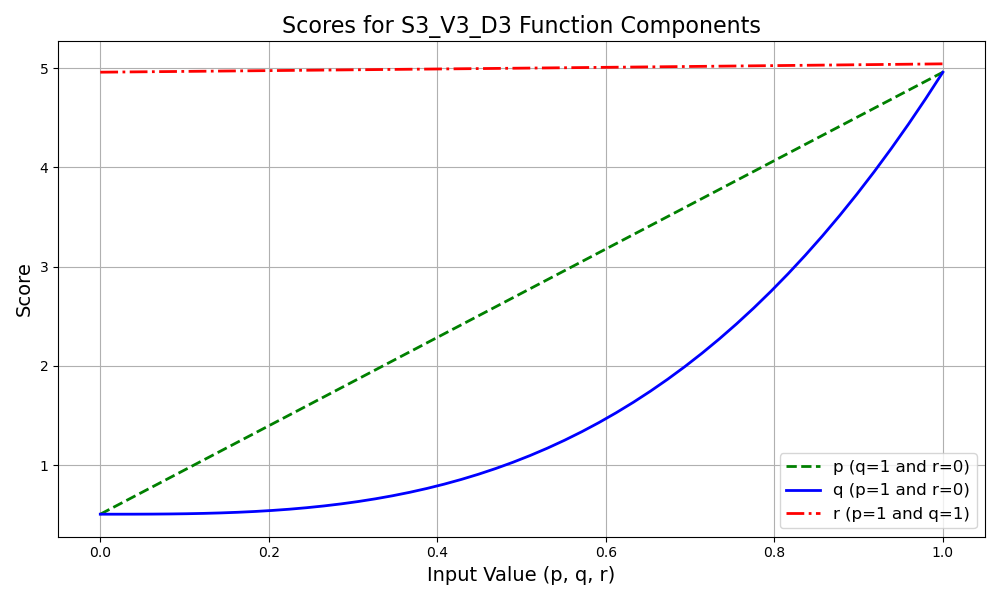 Scores for S3_V3_D3 Function Components
Score
5
4
3
2
1
0.0 0.2 0.4 0.6 0.8 1.0
Input Value (p, q, r)
p (q=1 and r=0)
q (p=1 and r=0)
r (p=1 and q=1)